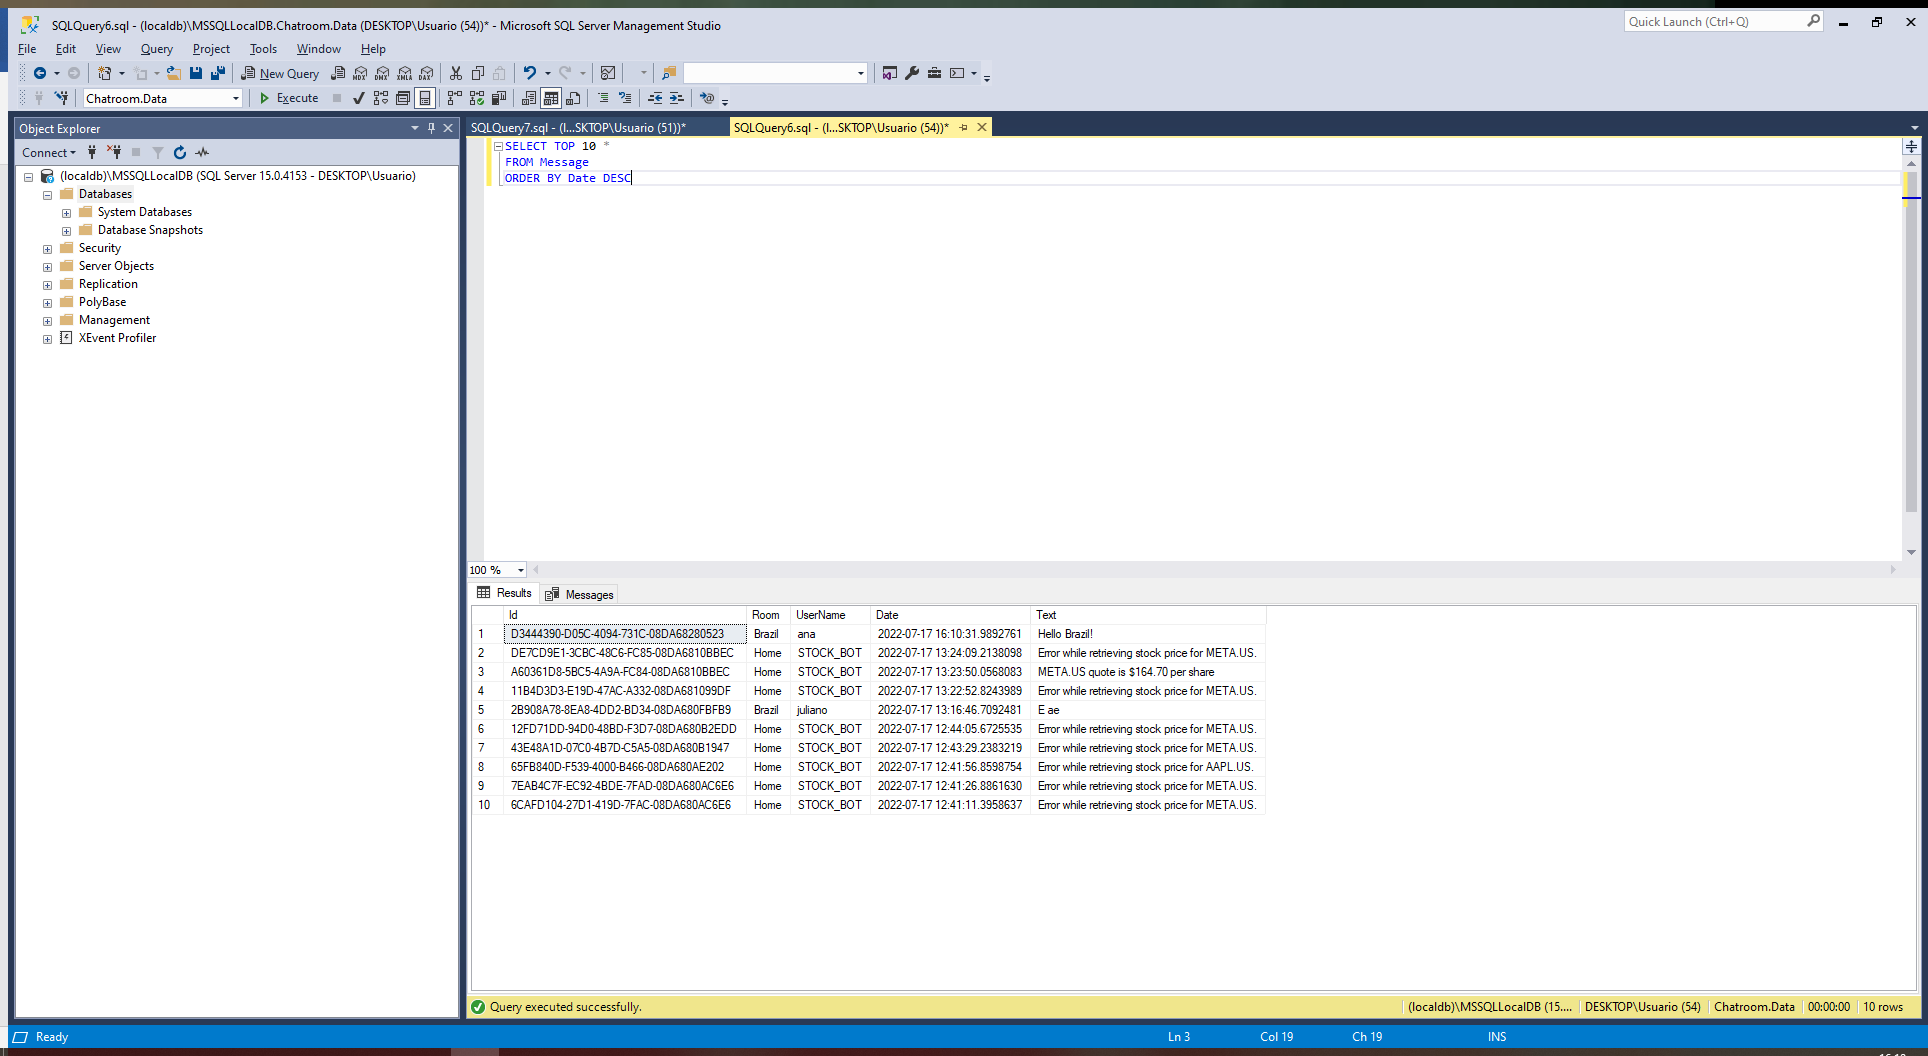 SQLQuery6.sql - (localdb)\MSSQLLocalDB.Chatroom.Data (DESKTOP\Usuario (54))* - Microsoft SQL Server Management Studio
Quick Launch (Ctrl+Q)
File Edit View Query Project Tools Window Help
New Query MDX DMX XMLA DAX
Chatroom.Data Execute
Object Explorer
SQLQuery7.sql - (l...SKTOP\Usuario (51))*
SQLQuery6.sql - (l...SKTOP\Usuario (54))*
Connect
(localdb)\MSSQLLocalDB (SQL Server 15.0.4153 - DESKTOP\Usuario)
Databases
System Databases
Database Snapshots
Security
Server Objects
Replication
PolyBase
Management
XEvent Profiler
SELECT TOP 10 *
FROM Message
ORDER BY Date DESC
100 %
Results Messages
Id Room UserName Date Text
1 D3444390-D05C-4094-731C-08DA68280523 Brazil ana 2022-07-17 16:10:31.9892761 Hello Brazil!
2 DE7CD9E1-3CBC-48C6-FC85-08DA6810BBEC Home STOCK_BOT 2022-07-17 13:24:09.2138098 Error while retrieving stock price for META.US.
3 A60361D8-5BC5-4A9A-FC84-08DA6810BBEC Home STOCK_BOT 2022-07-17 13:23:50.0568083 META.US quote is $164.70 per share
4 11B4D3D3-E19D-47AC-A332-08DA681099DF Home STOCK_BOT 2022-07-17 13:22:52.8243989 Error while retrieving stock price for META.US.
5 2B908A78-8EA8-4DD2-BD34-08DA680FBFB9 Brazil juliano 2022-07-17 13:16:46.7092481 E ae
6 12FD71DD-94D0-48BD-F3D7-08DA680B2EDD Home STOCK_BOT 2022-07-17 12:44:05.6725535 Error while retrieving stock price for META.US.
7 43E48A1D-07C0-4B7D-C5A5-08DA680B1947 Home STOCK_BOT 2022-07-17 12:43:29.2383219 Error while retrieving stock price for META.US.
8 65FB840D-F539-4000-B466-08DA680AE202 Home STOCK_BOT 2022-07-17 12:41:56.8598754 Error while retrieving stock price for AAPL.US.
9 7EAB4C7F-EC92-4BDE-7FAD-08DA680AC6E6 Home STOCK_BOT 2022-07-17 12:41:26.8861630 Error while retrieving stock price for META.US.
10 6CAFD104-27D1-419D-7FAC-08DA680AC6E6 Home STOCK_BOT 2022-07-17 12:41:11.3958637 Error while retrieving stock price for META.US.
Query executed successfully. (localdb)\MSSQLLocalDB (15.... DESKTOP\Usuario (54) Chatroom.Data 00:00:00 10 rows
Ready Ln 3 Col 19 Ch 19 INS